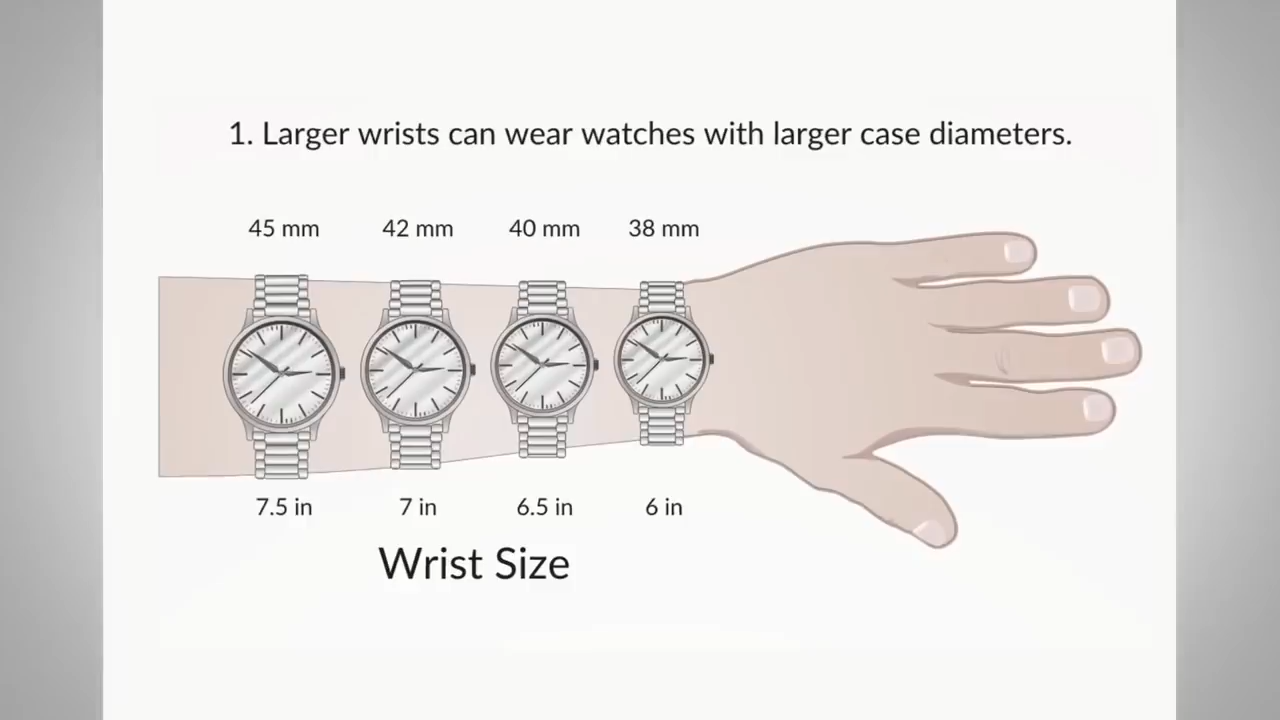 1. Larger wrists can wear watches with larger case diameters.
45 mm 42 mm 40 mm 38 mm
7.5 in 7 in 6.5 in 6 in
Wrist Size